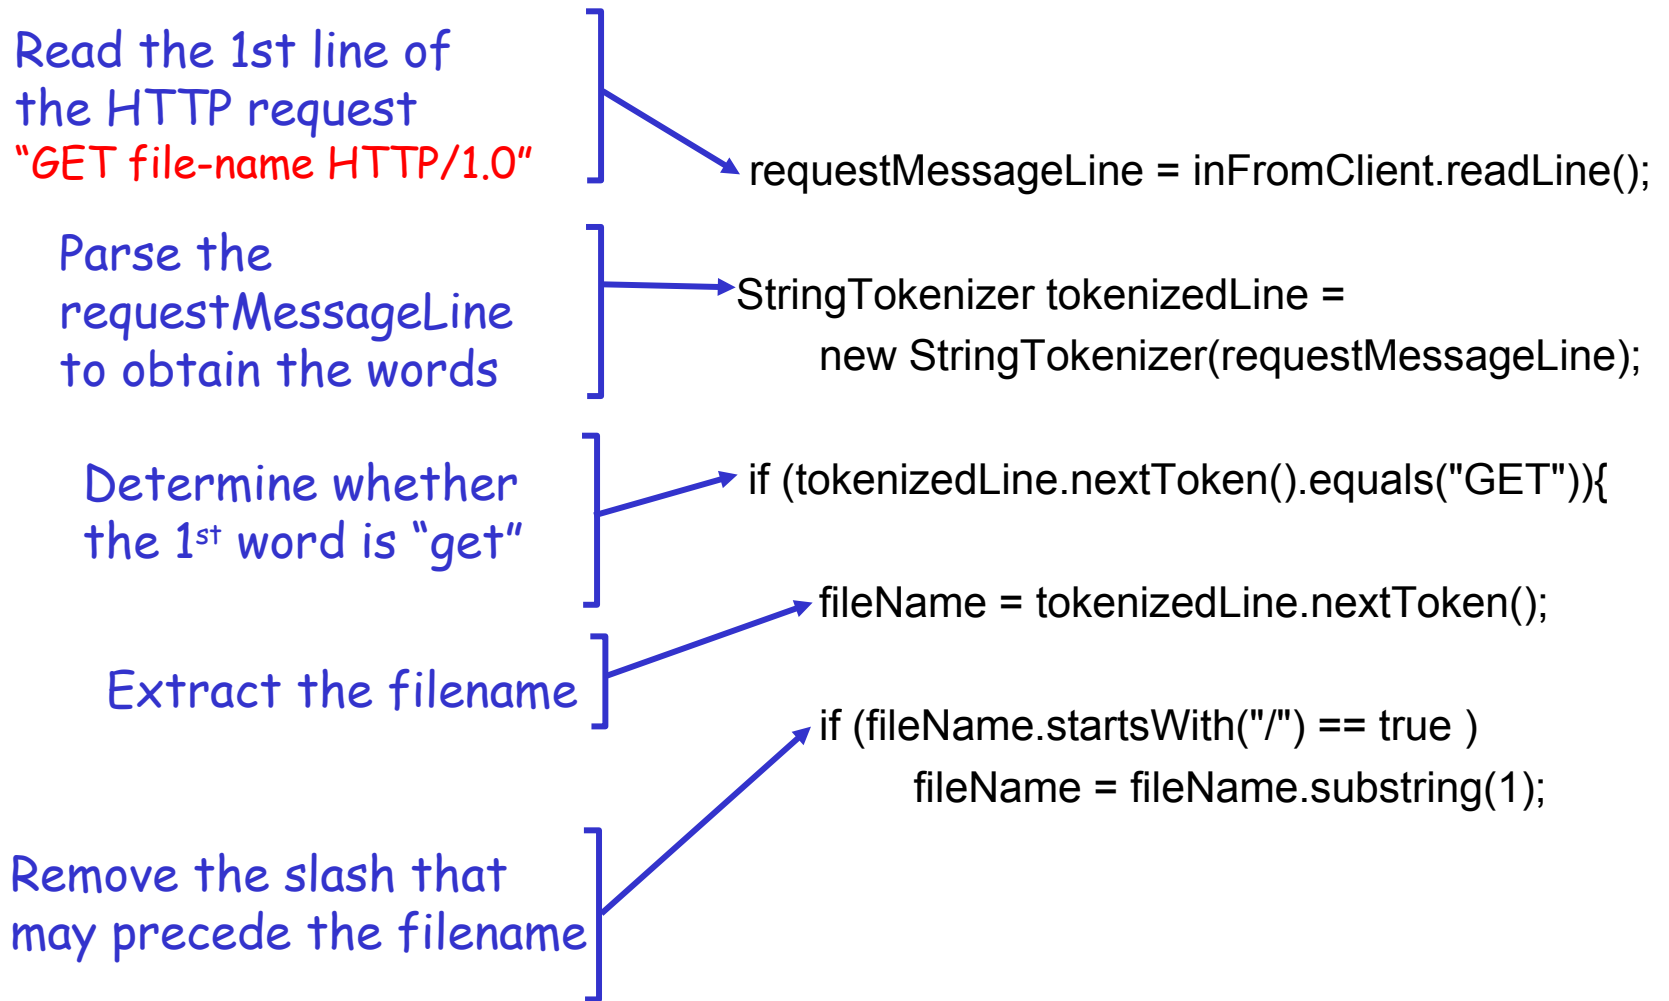 Read the 1st line of
the HTTP request
“GET file-name HTTP/1.0”
requestMessageLine = inFromClient.readLine();
Parse the
requestMessageLine
to obtain the words
StringTokenizer tokenizedLine =
new StringTokenizer(requestMessageLine);
Determine whether
the 1st word is “get”
if (tokenizedLine.nextToken().equals("GET")){
Extract the filename
fileName = tokenizedLine.nextToken();
Remove the slash that
may precede the filename
if (fileName.startsWith("/") == true )
fileName = fileName.substring(1);